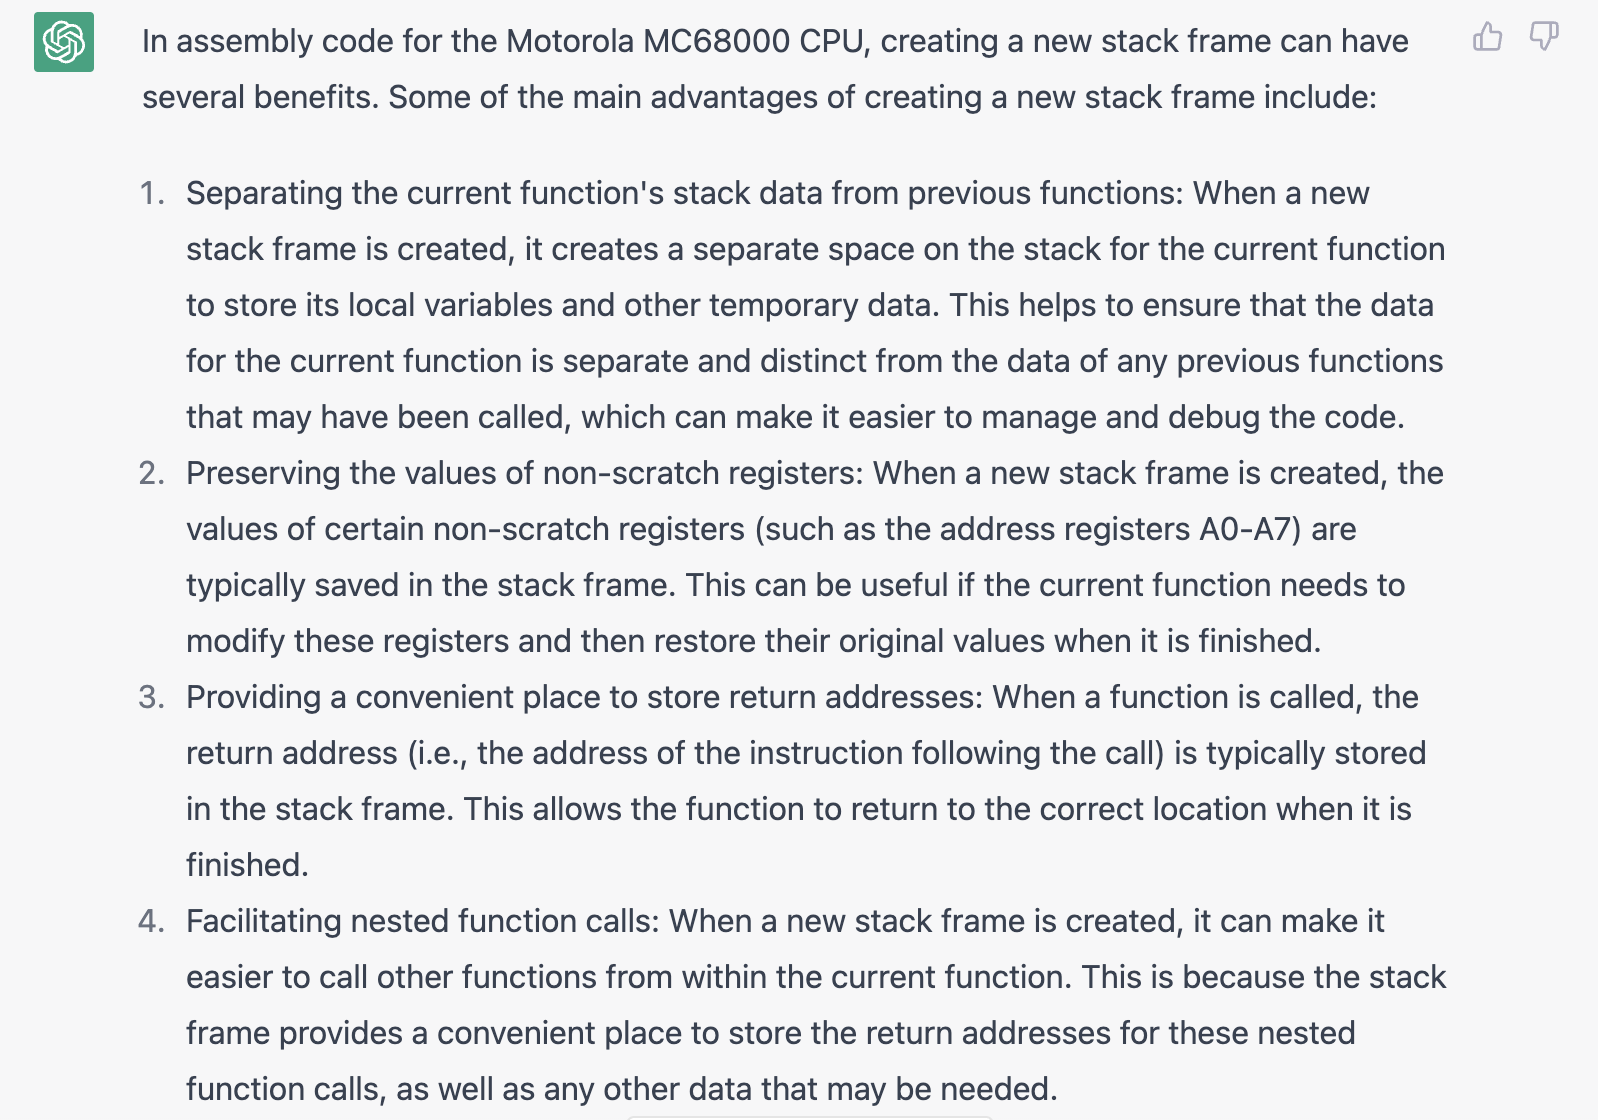 In assembly code for the Motorola MC68000 CPU, creating a new stack frame can have
several benefits. Some of the main advantages of creating a new stack frame include:
1. Separating the current function's stack data from previous functions: When a new
stack frame is created, it creates a separate space on the stack for the current function
to store its local variables and other temporary data. This helps to ensure that the data
for the current function is separate and distinct from the data of any previous functions
that may have been called, which can make it easier to manage and debug the code.
2. Preserving the values of non-scratch registers: When a new stack frame is created, the
values of certain non-scratch registers (such as the address registers A0-A7) are
typically saved in the stack frame. This can be useful if the current function needs to
modify these registers and then restore their original values when it is finished.
3. Providing a convenient place to store return addresses: When a function is called, the
return address (i.e., the address of the instruction following the call) is typically stored
in the stack frame. This allows the function to return to the correct location when it is
finished.
4. Facilitating nested function calls: When a new stack frame is created, it can make it
easier to call other functions from within the current function. This is because the stack
frame provides a convenient place to store the return addresses for these nested
function calls, as well as any other data that may be needed.